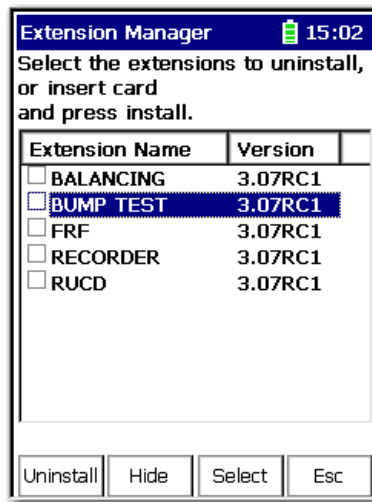 Extension Manager 15:02
Select the extensions to uninstall,
or insert card
and press install.
Extension Name Version
BALANCING 3.07RC1
BUMP TEST 3.07RC1
FRF 3.07RC1
RECORDER 3.07RC1
RUCD 3.07RC1
Uninstall Hide Select Esc